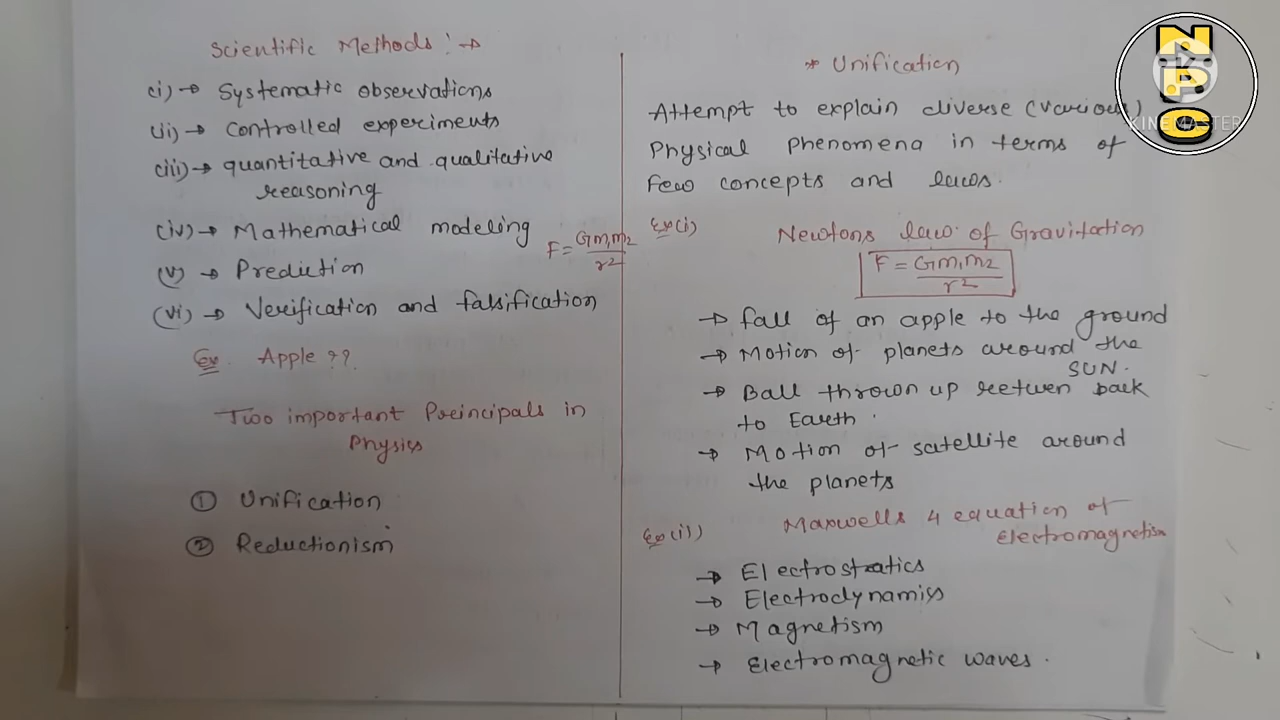 Scientific Methods :→
(i)→ Systematic observations
(ii)→ Controlled experiments
(iii)→ quantitative and qualitative
reasoning
(iv)→ Mathematical modeling
F = Gm₁m₂/r²
(v) → Prediction
(vi)→ Verification and falsification
Ex. Apple ??
Two important Principals in
Physics
① Unification
② Reductionism
* Unification
Attempt to explain diverse (various)
Physical phenomena in terms of
few concepts and laws.
Ex(i) Newtons law of Gravitation
F = Gm₁m₂/r²
→ fall of an apple to the ground
→ Motion of planets around the
SUN.
→ Ball thrown up return back
to Earth.
→ Motion of satellite around
the planets
Ex(ii) Maxwells 4 equation of
Electromagnetism
→ Electrostatics
→ Electrodynamiss
→ Magnetism
→ Electromagnetic waves.
N
P
C
KINEMASTER